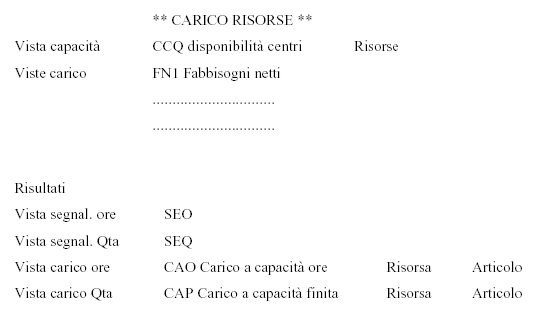 ** CARICO RISORSE **
Vista capacità CCQ disponibilità centri Risorse
Viste carico FN1 Fabbisogni netti
...............................
...............................
Risultati
Vista segnal. ore SEO
Vista segnal. Qta SEQ
Vista carico ore CAO Carico a capacità ore Risorsa Articolo
Vista carico Qta CAP Carico a capacità finita Risorsa Articolo